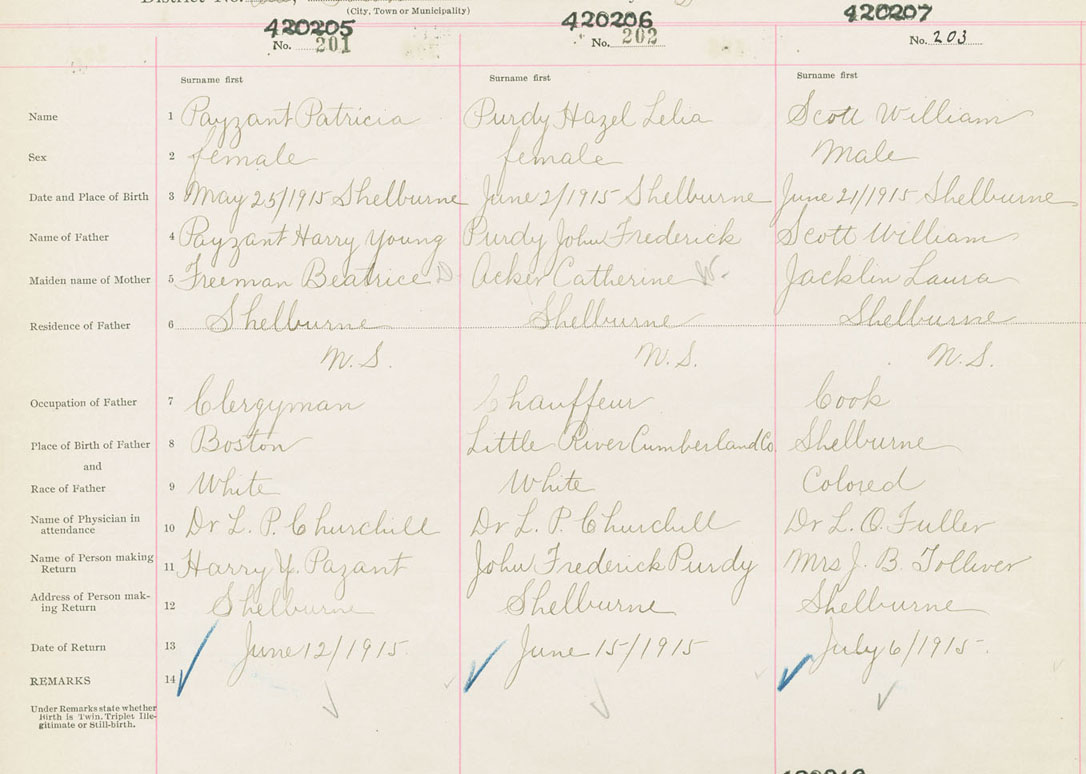 District No.
(City, Town or Municipality)
420205 420206 420207
No. 201 No. 202 No. 203
Surname first Surname first Surname first
Name 1 Payzant Patricia Purdy Hazel Lelia Scott William
Sex 2 female female Male
Date and Place of Birth 3 May 25/1915 Shelburne June 2/1915 Shelburne June 21/1915 Shelburne
Name of Father 4 Payzant Harry Young Purdy John Frederick Scott William
Maiden name of Mother 5 Freeman Beatrice D Acker Catherine W. Jacklin Laura
Residence of Father 6 Shelburne Shelburne Shelburne
N.S. N.S. N.S.
Occupation of Father 7 Clergyman Chauffeur Cook
Place of Birth of Father 8 Boston Little River Cumberland Co. Shelburne
and
Race of Father 9 White White Colored
Name of Physician in
attendance 10 Dr L. P. Churchill Dr L. P. Churchill Dr L. O. Fuller
Name of Person making
Return 11 Harry Y. Pazant John Frederick Purdy Mrs J. B. Tolliver
Address of Person mak-
ing Return 12 Shelburne Shelburne Shelburne
Date of Return 13 June 12/1915. June 15/1915 July 6/1915.
REMARKS 14
Under Remarks state whether
Birth is Twin. Triplet Ille-
gitimate or Still-birth.